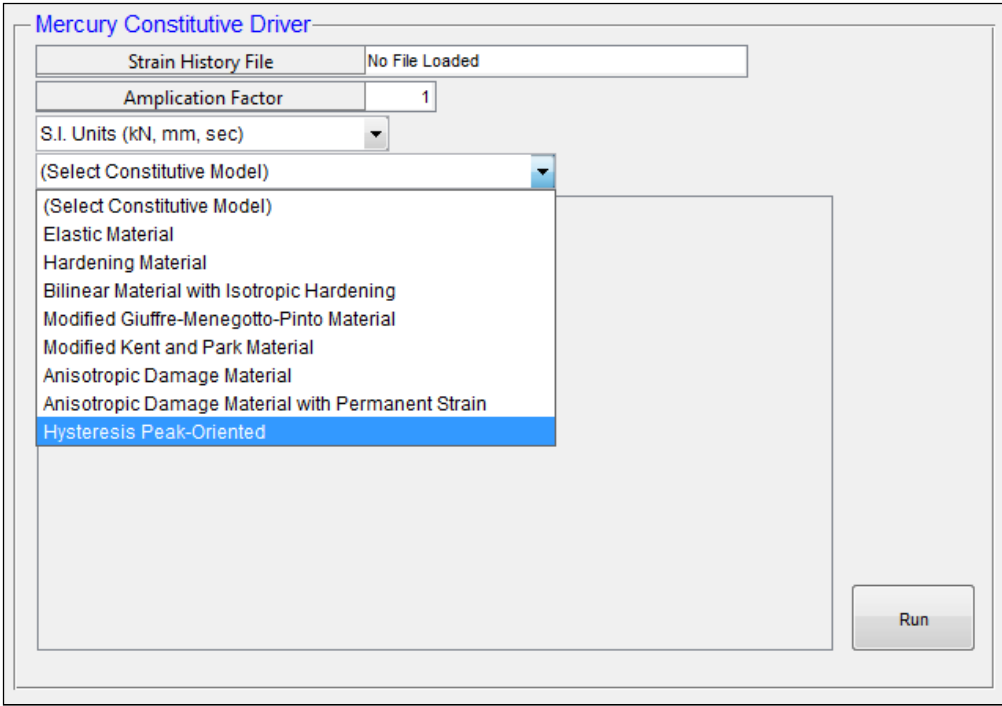 Mercury Constitutive Driver
Strain History File No File Loaded
Amplication Factor 1
S.I. Units (kN, mm, sec)
(Select Constitutive Model)
(Select Constitutive Model)
Elastic Material
Hardening Material
Bilinear Material with Isotropic Hardening
Modified Giuffre-Menegotto-Pinto Material
Modified Kent and Park Material
Anisotropic Damage Material
Anisotropic Damage Material with Permanent Strain
Hysteresis Peak-Oriented
Run